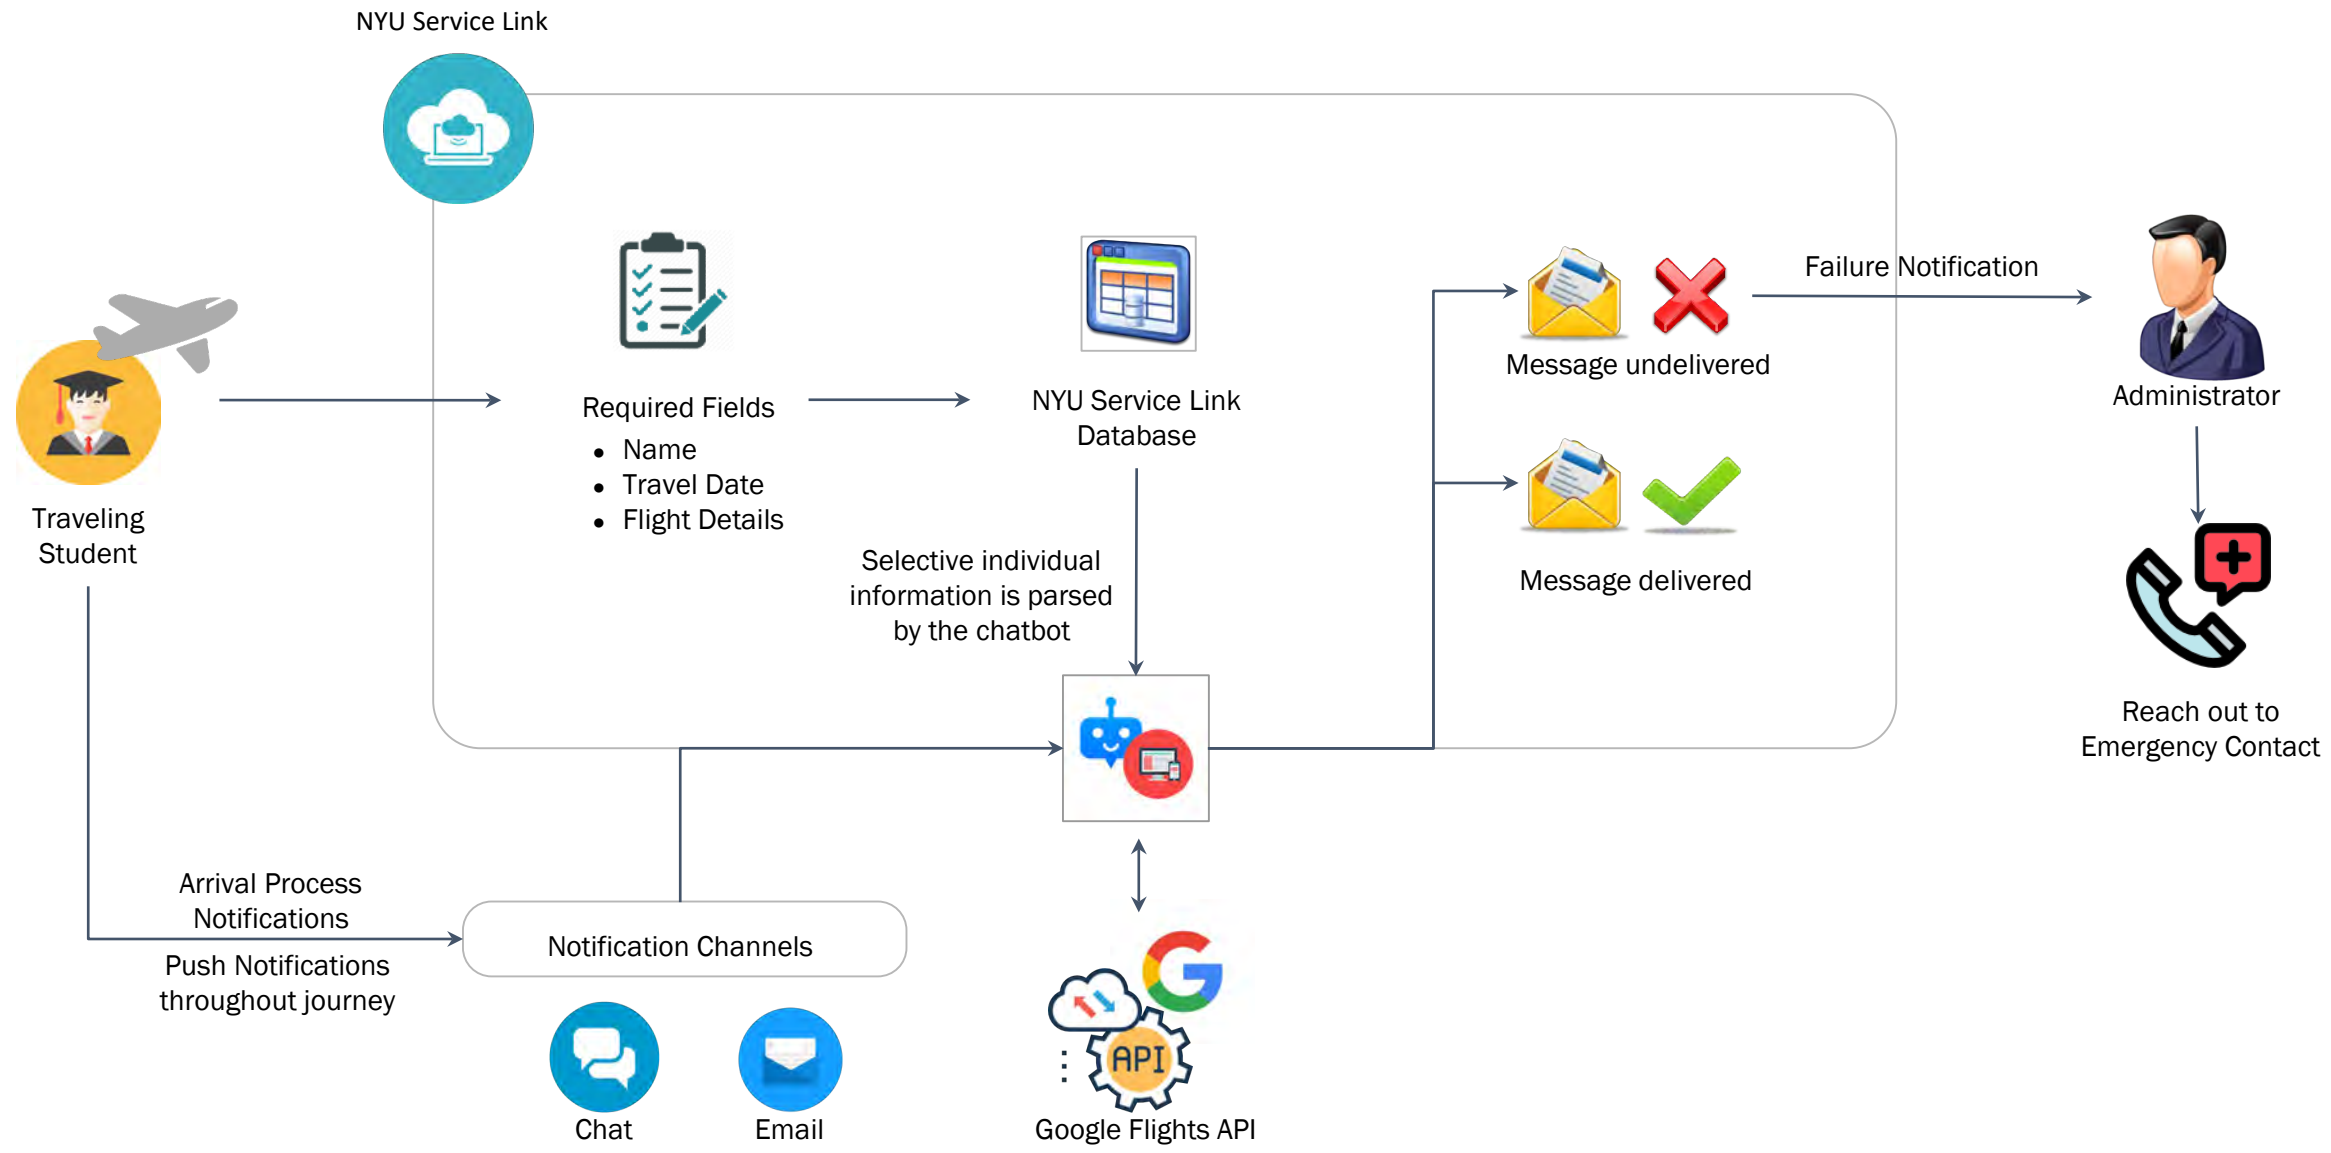 NYU Service Link
Failure Notification
Message undelivered
Administrator
Required Fields
• Name
• Travel Date
• Flight Details
NYU Service Link
Database
Traveling
Student
Selective individual
information is parsed
by the chatbot
Message delivered
Reach out to
Emergency Contact
Arrival Process
Notifications
Push Notifications
throughout journey
Notification Channels
Chat
Email
G
API
Google Flights API